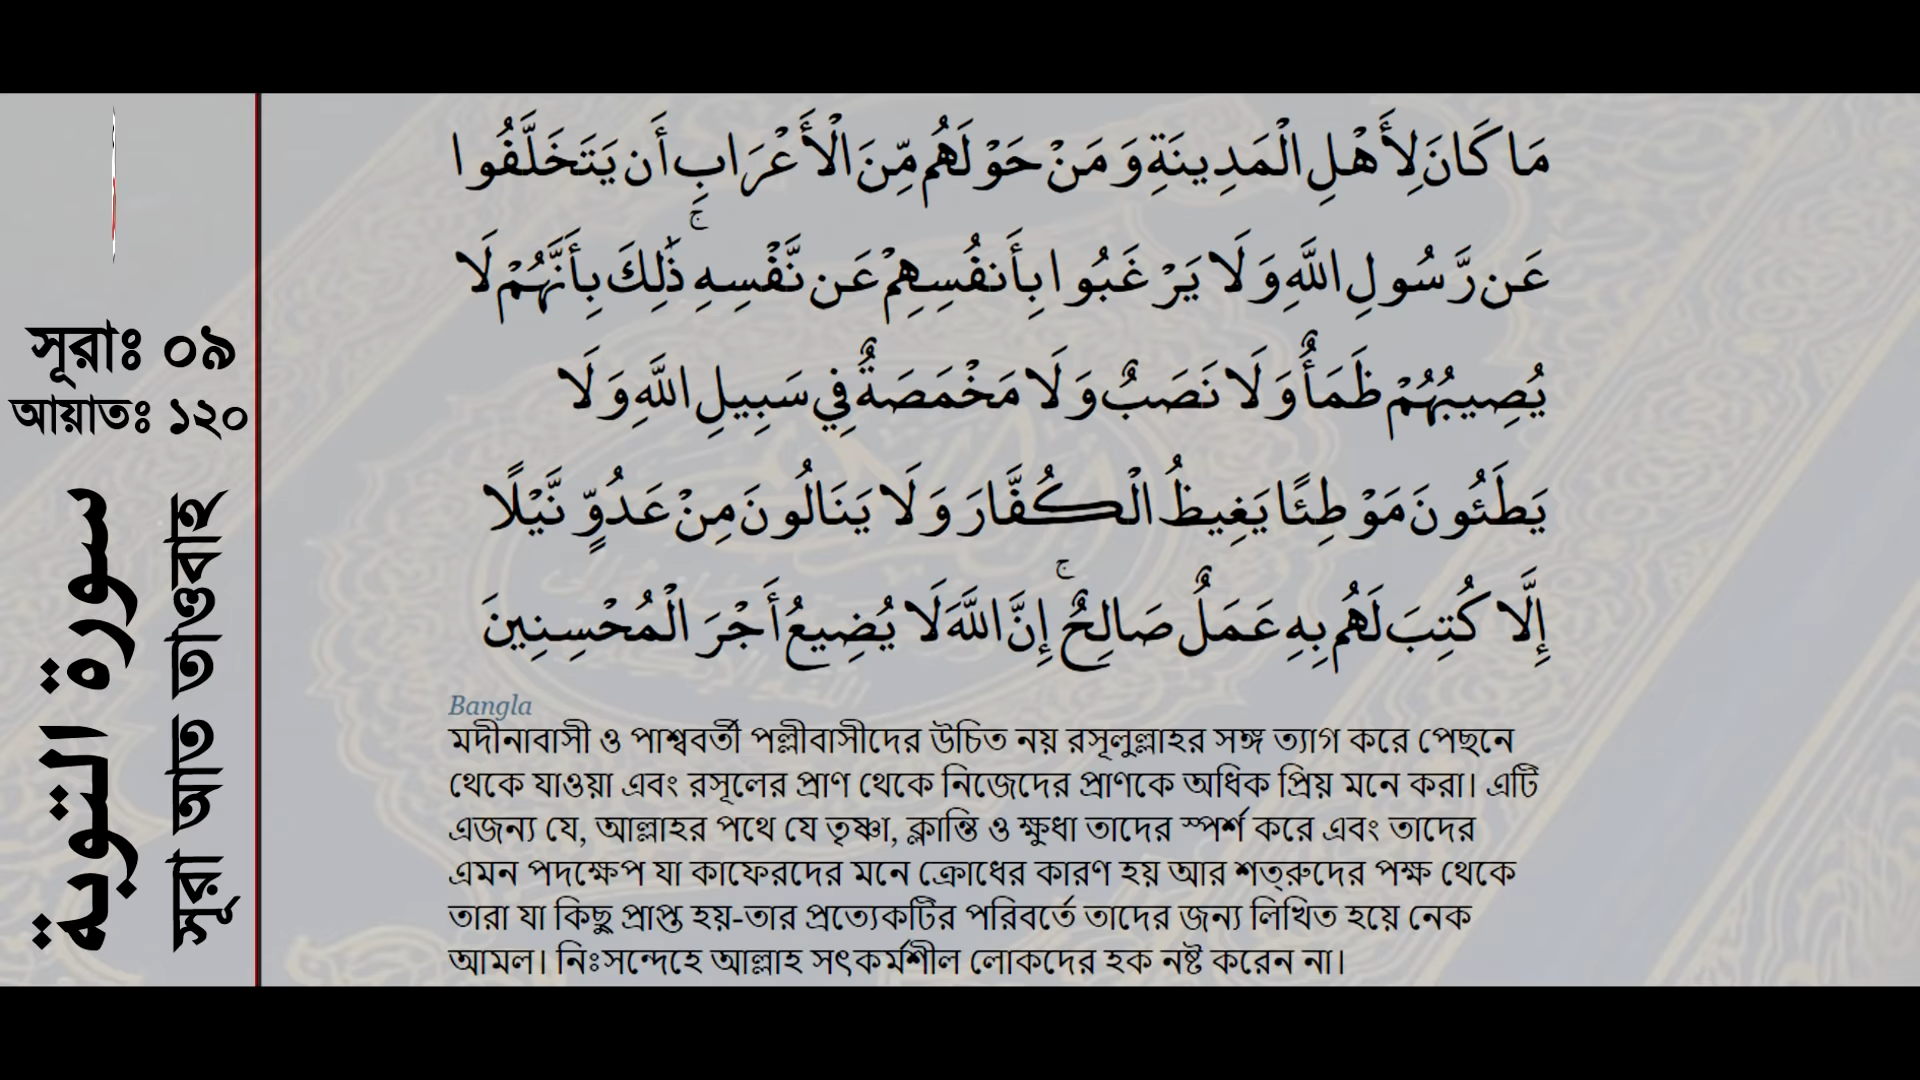 সূরাঃ ০৯
আয়াতঃ ১২০
سورة التوبة
সূরা আত তাওবাহ
مَا كَانَ لِأَهْلِ الْمَدِينَةِ وَمَنْ حَوْلَهُم مِّنَ الْأَعْرَابِ أَن يَتَخَلَّفُوا
عَن رَّسُولِ اللَّهِ وَلَا يَرْغَبُوا بِأَنفُسِهِمْ عَن نَّفْسِهِ ۚ ذَٰلِكَ بِأَنَّهُمْ لَا
يُصِيبُهُمْ ظَمَأٌ وَلَا نَصَبٌ وَلَا مَخْمَصَةٌ فِي سَبِيلِ اللَّهِ وَلَا
يَطَئُونَ مَوْطِئًا يَغِيظُ الْكُفَّارَ وَلَا يَنَالُونَ مِنْ عَدُوٍّ نَّيْلًا
إِلَّا كُتِبَ لَهُم بِهِ عَمَلٌ صَالِحٌ ۚ إِنَّ اللَّهَ لَا يُضِيعُ أَجْرَ الْمُحْسِنِينَ
Bangla
মদীনাবাসী ও পাশ্ববর্তী পল্লীবাসীদের উচিত নয় রসূলুল্লাহর সঙ্গ ত্যাগ করে পেছনে
থেকে যাওয়া এবং রসূলের প্রাণ থেকে নিজেদের প্রাণকে অধিক প্রিয় মনে করা। এটি
এজন্য যে, আল্লাহর পথে যে তৃষ্ণা, ক্লান্তি ও ক্ষুধা তাদের স্পর্শ করে এবং তাদের
এমন পদক্ষেপ যা কাফেরদের মনে ক্রোধের কারণ হয় আর শত্রুদের পক্ষ থেকে
তারা যা কিছু প্রাপ্ত হয়-তার প্রত্যেকটির পরিবর্তে তাদের জন্য লিখিত হয়ে নেক
আমল। নিঃসন্দেহে আল্লাহ সৎকর্মশীল লোকদের হক নষ্ট করেন না।